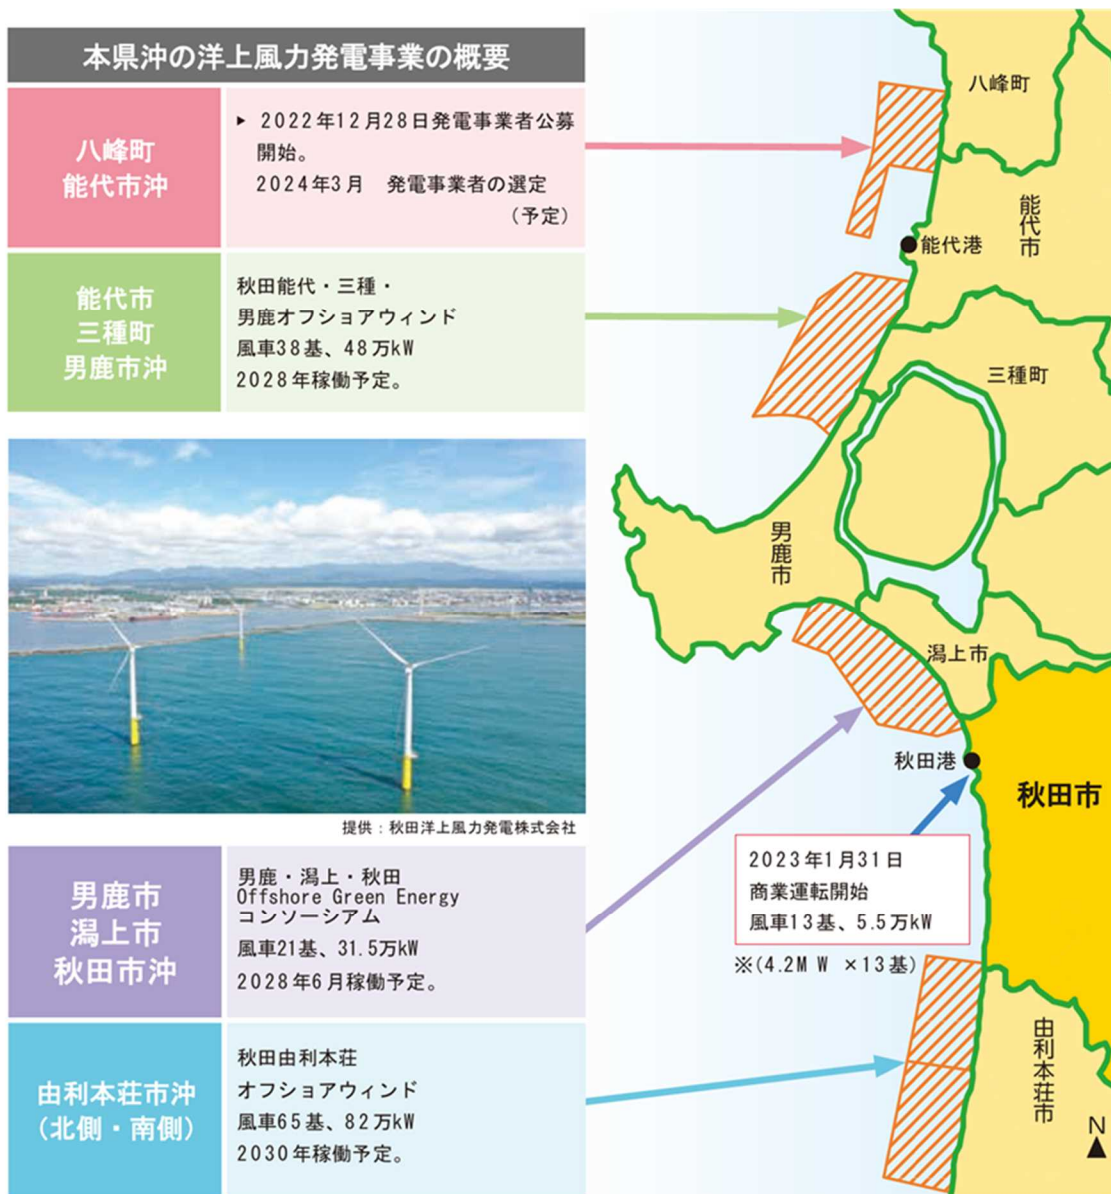 本県沖の洋上風力発電事業の概要
八峰町
能代市沖
▶ 2022年12月28日発電事業者公募
開始。
2024年3月 発電事業者の選定
（予定）
能代市
三種町
男鹿市沖
秋田能代・三種・
男鹿オフショアウィンド
風車38基、48万kW
2028年稼働予定。
提供：秋田洋上風力発電株式会社
男鹿市
潟上市
秋田市沖
男鹿・潟上・秋田
Offshore Green Energy
コンソーシアム
風車21基、31.5万kW
2028年6月稼働予定。
由利本荘市沖
（北側・南側）
秋田由利本荘
オフショアウィンド
風車65基、82万kW
2030年稼働予定。
八峰町
能代市
能代港
三種町
男鹿市
潟上市
秋田港
秋田市
2023年1月31日
商業運転開始
風車13基、5.5万kW
※(4.2MW ×13基)
由利本荘市
N